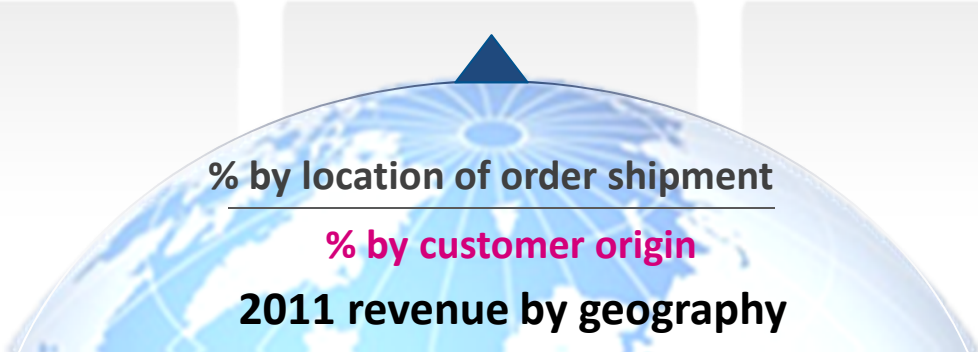 % by location of order shipment
% by customer origin
2011 revenue by geography